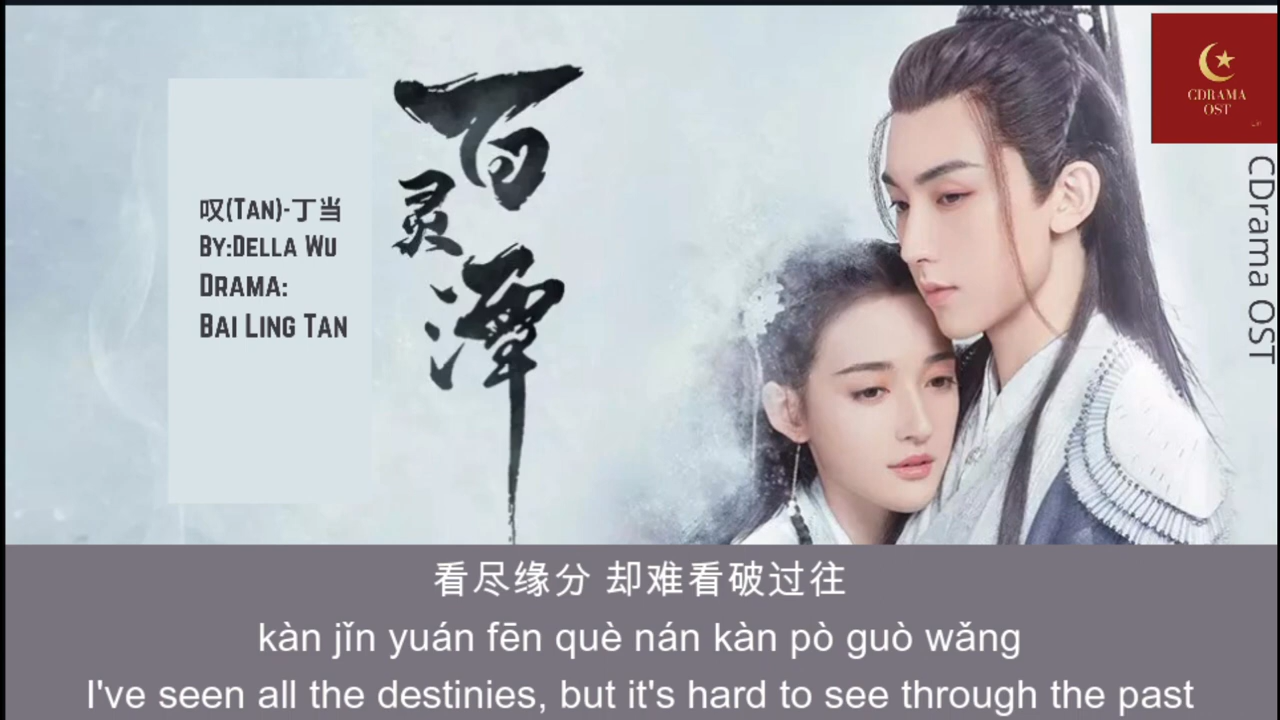 叹(TAN)-丁当
BY:DELLA WU
DRAMA:
BAI LING TAN
百灵潭
CDRAMA
OST
CDrama OST
看尽缘分 却难看破过往
kàn jǐn yuán fēn què nán kàn pò guò wǎng
I've seen all the destinies, but it's hard to see through the past